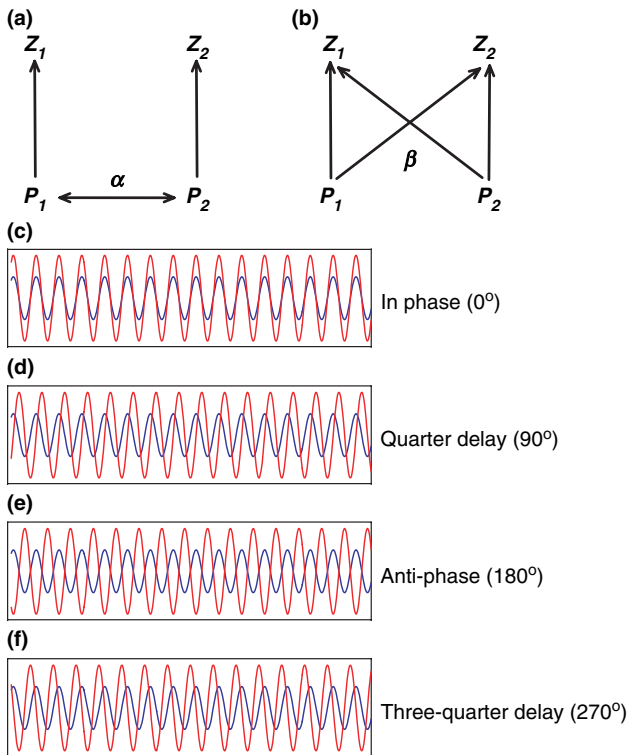 (a) (b)
Z1 Z2 Z1 Z2
α β
P1 P2 P1 P2
(c)
In phase (0°)
(d)
Quarter delay (90°)
(e)
Anti-phase (180°)
(f)
Three-quarter delay (270°)